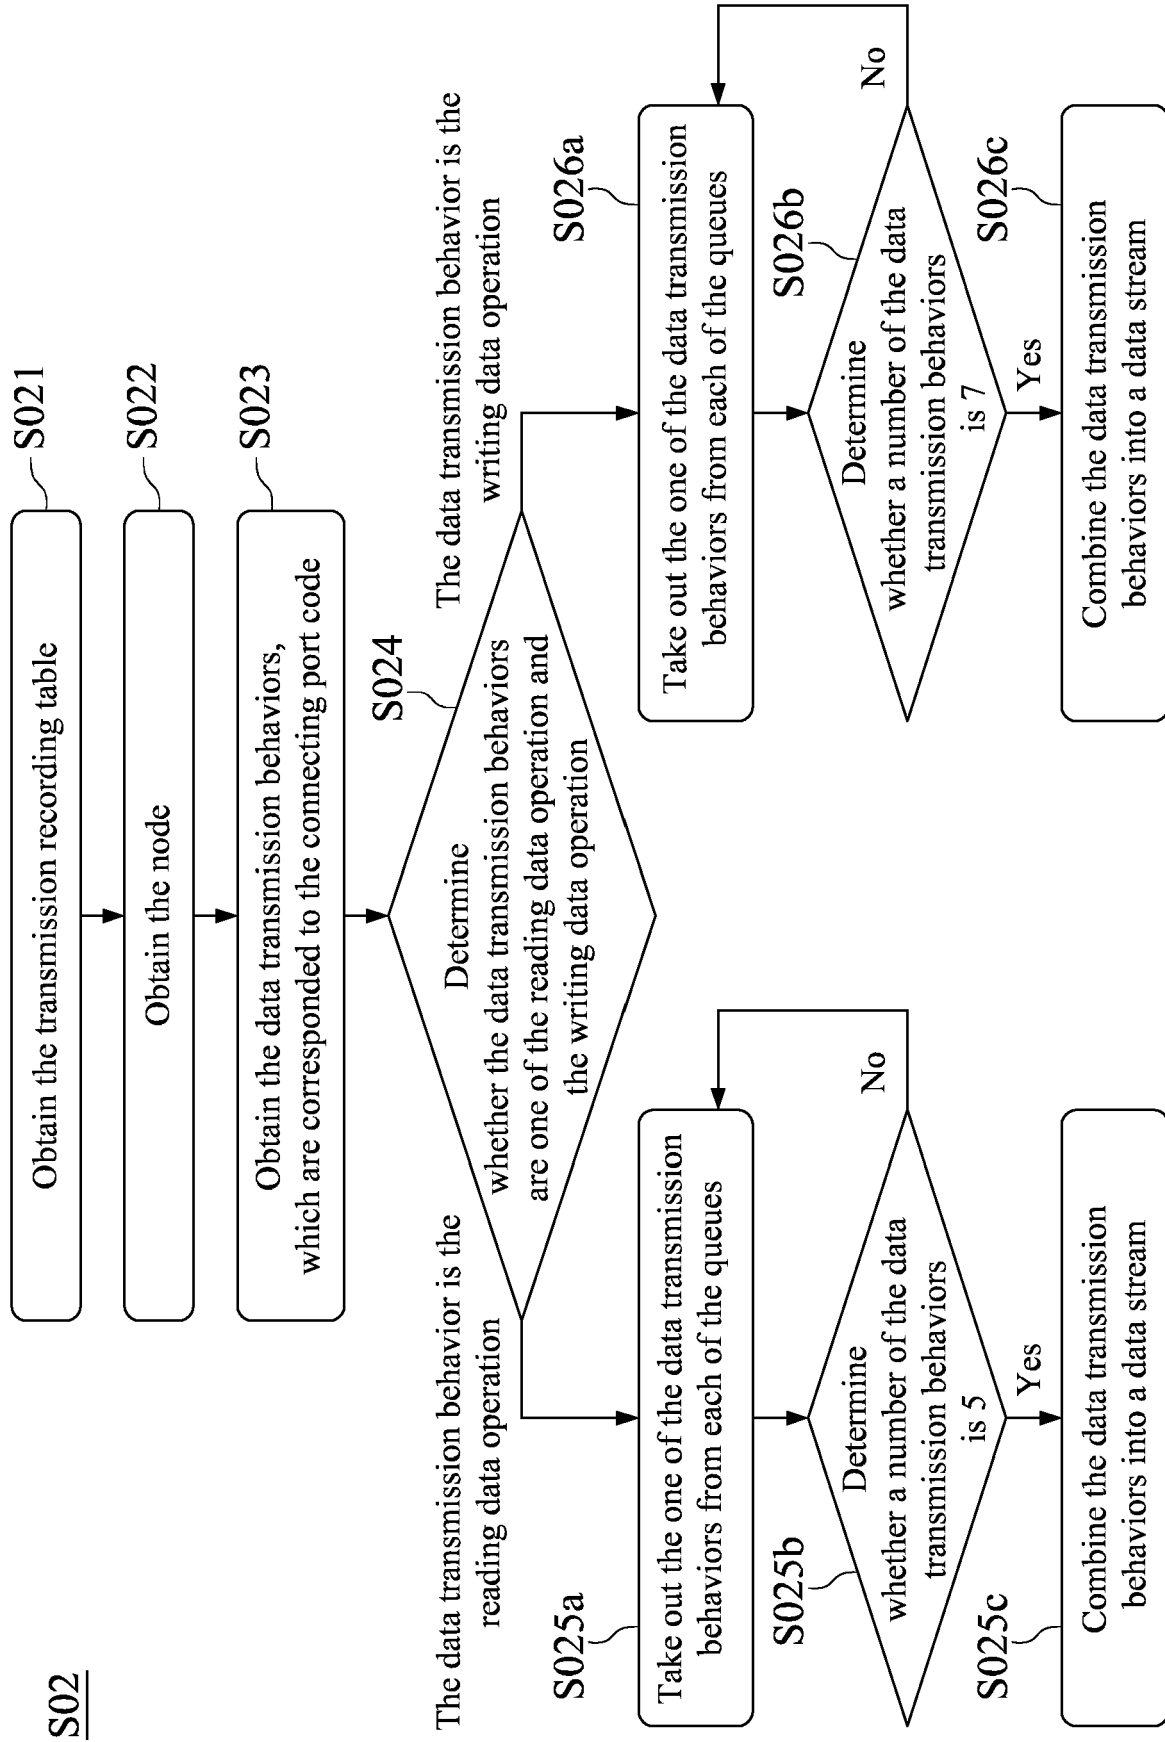 S02
Obtain the transmission recording table
S021
Obtain the node
S022
Obtain the data transmission behaviors,
which are corresponded to the connecting port code
S023
Determine
whether the data transmission behaviors
are one of the reading data operation and
the writing data operation
S024
The data transmission behavior is the
reading data operation
The data transmission behavior is the
writing data operation
S025a
Take out the one of the data transmission
behaviors from each of the queues
S025b
Determine
whether a number of the data
transmission behaviors
is 5
No
Yes
S025c
Combine the data transmission
behaviors into a data stream
S026a
Take out the one of the data transmission
behaviors from each of the queues
S026b
Determine
whether a number of the data
transmission behaviors
is 7
No
Yes
S026c
Combine the data transmission
behaviors into a data stream